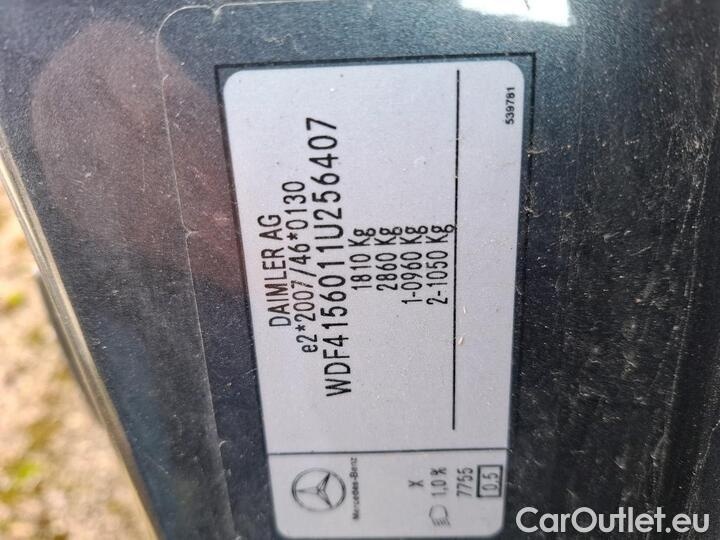 DAIMLER AG
e2*2007/46*0130
WDF4156011U256407
1810 Kg
2860 Kg
1-0960 Kg
2-1050 Kg
Mercedes-Benz
X
1,0 %
7755
0.5
539781
CarOutlet.eu